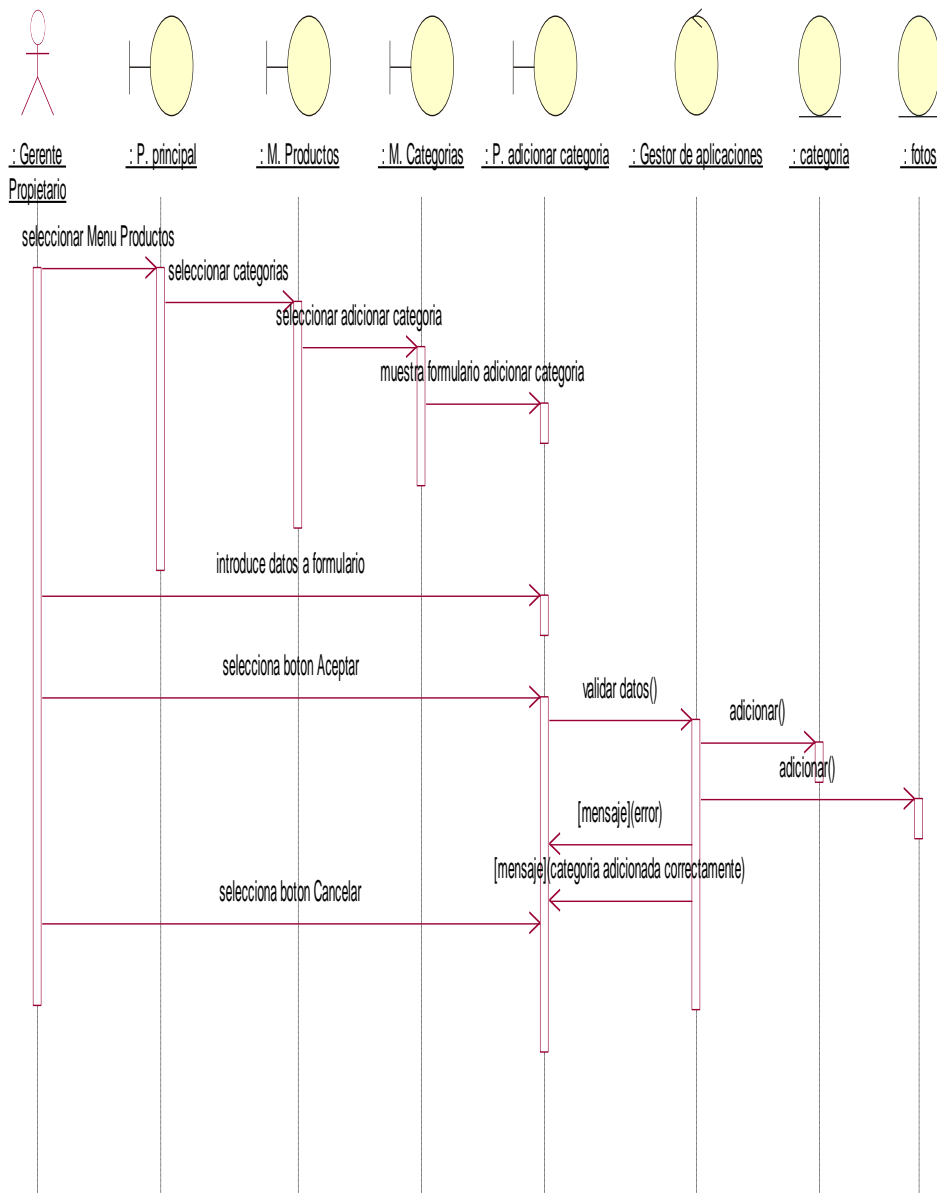 : Gerente
Propietario
: P. principal
: M. Productos
: M. Categorias
: P. adicionar categoria
: Gestor de aplicaciones
: categoria
: fotos
seleccionar Menu Productos
seleccionar categorias
seleccionar adicionar categoria
muestra formulario adicionar categoria
introduce datos a formulario
selecciona boton Aceptar
validar datos()
adicionar()
adicionar()
[mensaje](error)
[mensaje](categoria adicionada correctamente)
selecciona boton Cancelar